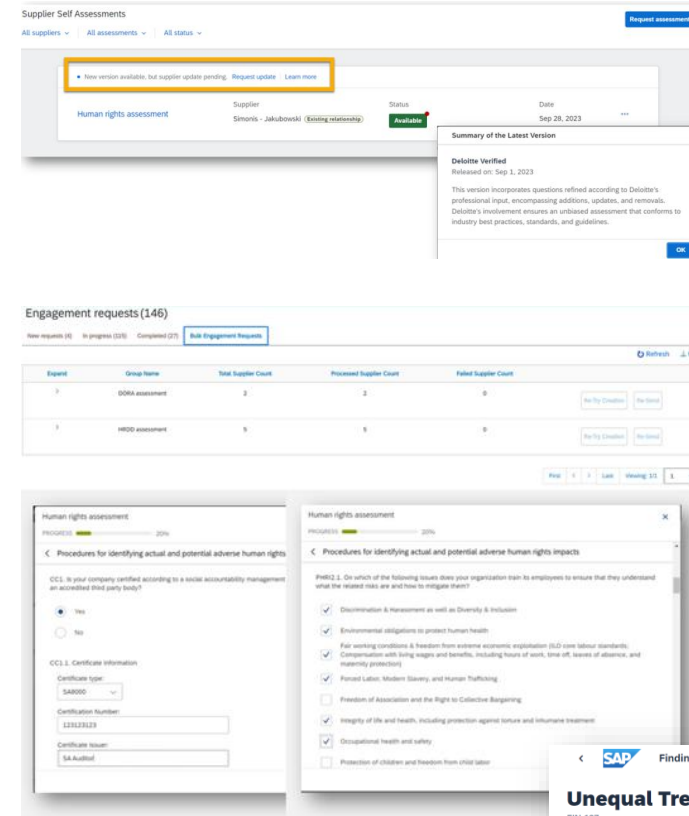 Supplier Self Assessments
Request assessment
All suppliers All assessments All status
New version available, but supplier update pending. Request update Learn more
Human rights assessment
Supplier
Simonis - Jakubowski (Existing relationship)
Status
Available
Date
Sep 28, 2023
Summary of the Latest Version
Deloitte Verified
Released on: Sep 1, 2023
This version incorporates questions refined according to Deloitte's
professional input, encompassing additions, updates, and removals.
Deloitte's involvement ensures an unbiased assessment that conforms to
industry best practices, standards, and guidelines.
OK
Engagement requests (146)
New requests (4) In progress (115) Completed (27) Bulk Engagement Requests
Refresh
Expand Group Name Total Supplier Count Processed Supplier Count Failed Supplier Count
DORA assessment 2 2 0 Re-Try Creation Re-Send
HRDD assessment 5 5 0 Re-Try Creation Re-Send
First Last Viewing 1/1 1
Human rights assessment
PROGRESS 20%
Procedures for identifying actual and potential adverse human rights
CC1. Is your company certified according to a social accountability management
an accredited third party body?
Yes
No
CC1.1. Certificate information
Certificate type:
SA8000
Certification Number:
123123123
Certificate Issuer:
SA Auditor
Human rights assessment
PROGRESS 20%
Procedures for identifying actual and potential adverse human rights impacts
PHRI2.1. On which of the following issues does your organization train its employees to ensure that they understand
what the related risks are and how to mitigate them?
Discrimination & Harassment as well as Diversity & Inclusion
Environmental obligations to protect human health
Fair working conditions & freedom from extreme economic exploitation (ILO core labour standards;
Compensation with living wages and benefits, including hours of work, time off, leaves of absence, and
maternity protection)
Forced Labor, Modern Slavery, and Human Trafficking
Freedom of Association and the Right to Collective Bargaining
Integrity of life and health, including protection against torture and inhumane treatment
Occupational health and safety
Protection of children and freedom from child labor
SAP Findin
Unequal Tre